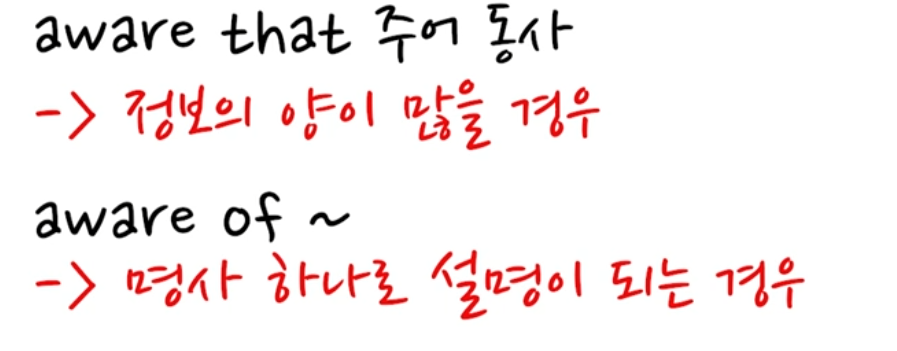 aware that 주어 동사
-> 정보의 양이 많을 경우
aware of ~
-> 명사 하나로 설명이 되는 경우